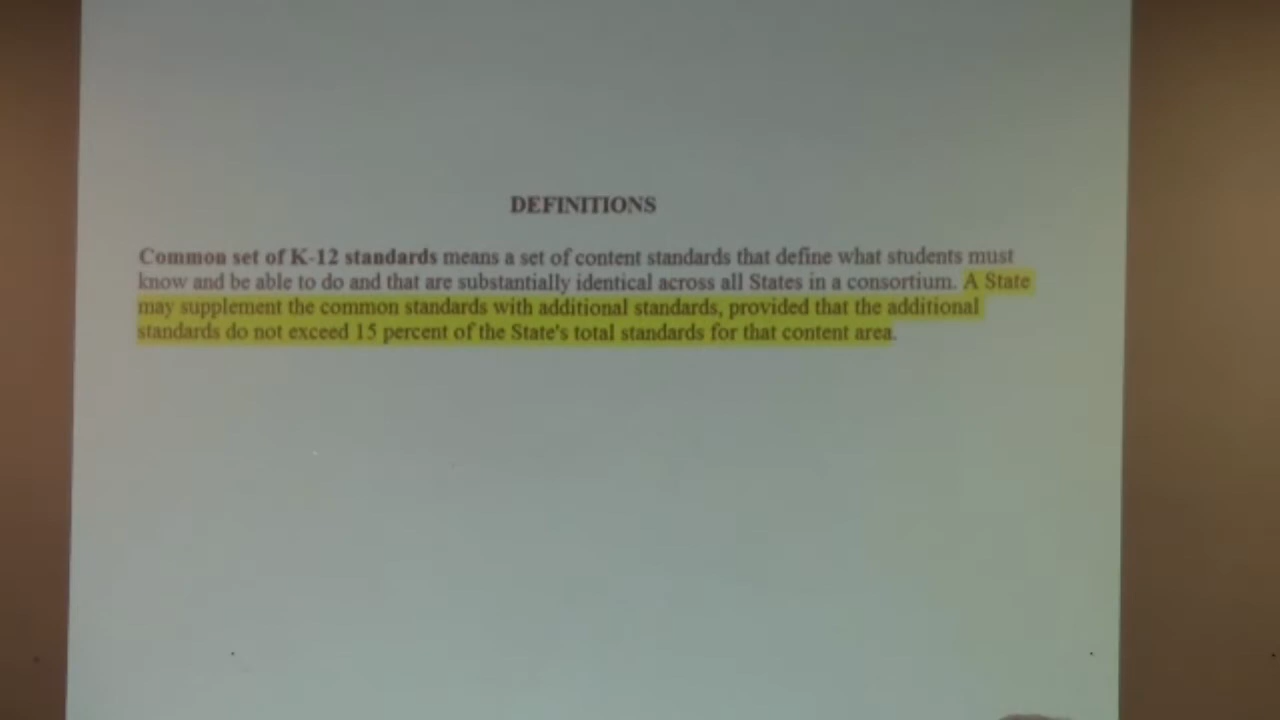 DEFINITIONS
Common set of K-12 standards means a set of content standards that define what students must
know and be able to do and that are substantially identical across all States in a consortium. A State
may supplement the common standards with additional standards, provided that the additional
standards do not exceed 15 percent of the State's total standards for that content area.